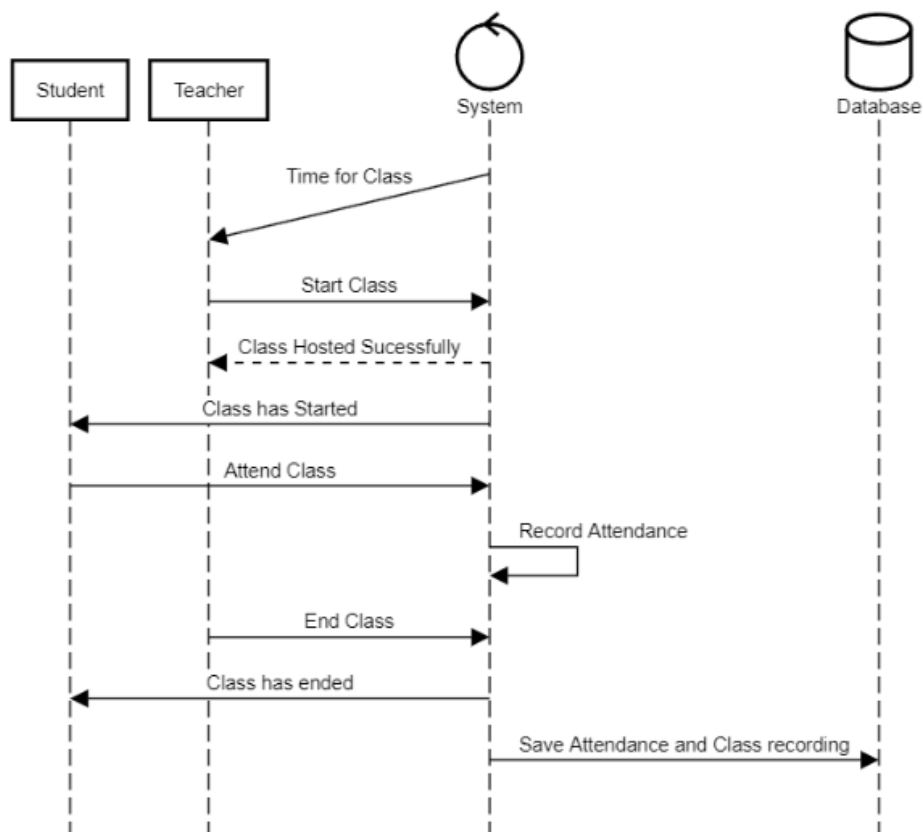 Student
Teacher
System
Database
Time for Class
Start Class
Class Hosted Sucessfully
Class has Started
Attend Class
Record Attendance
End Class
Class has ended
Save Attendance and Class recording